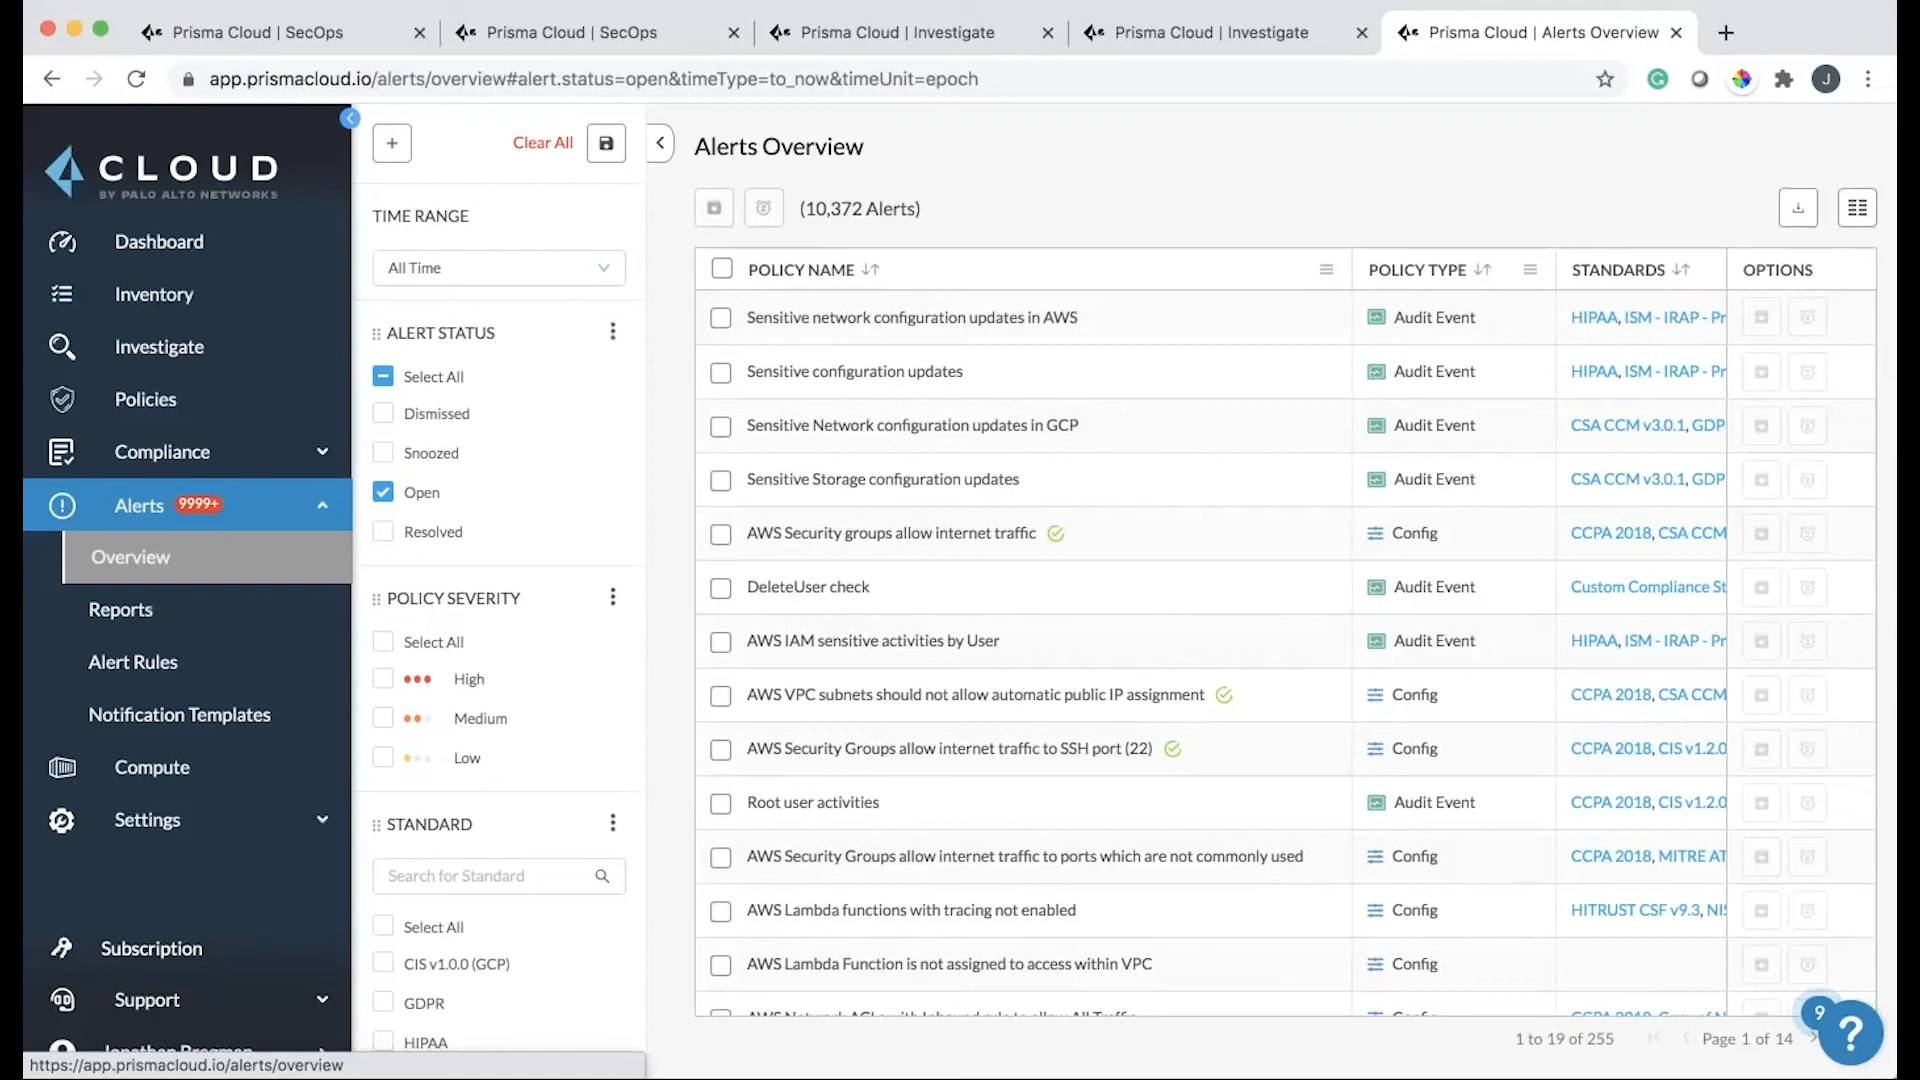 Prisma Cloud | SecOps
Prisma Cloud | SecOps
Prisma Cloud | Investigate
Prisma Cloud | Investigate
Prisma Cloud | Alerts Overview
app.prismacloud.io/alerts/overview#alert.status=open&timeType=to_now&timeUnit=epoch
J
CLOUD
BY PALO ALTO NETWORKS
Dashboard
Inventory
Investigate
Policies
Compliance
Alerts 9999+
Overview
Reports
Alert Rules
Notification Templates
Compute
Settings
Subscription
Support
https://app.prismacloud.io/alerts/overview
Clear All
TIME RANGE
All Time
ALERT STATUS
Select All
Dismissed
Snoozed
Open
Resolved
POLICY SEVERITY
Select All
High
Medium
Low
STANDARD
Search for Standard
Select All
CIS v1.0.0 (GCP)
GDPR
HIPAA
Alerts Overview
(10,372 Alerts)
POLICY NAME POLICY TYPE STANDARDS OPTIONS
Sensitive network configuration updates in AWS Audit Event HIPAA, ISM - IRAP - Pr
Sensitive configuration updates Audit Event HIPAA, ISM - IRAP - Pr
Sensitive Network configuration updates in GCP Audit Event CSA CCM v3.0.1, GDP
Sensitive Storage configuration updates Audit Event CSA CCM v3.0.1, GDP
AWS Security groups allow internet traffic Config CCPA 2018, CSA CCM
DeleteUser check Audit Event Custom Compliance St
AWS IAM sensitive activities by User Audit Event HIPAA, ISM - IRAP - Pr
AWS VPC subnets should not allow automatic public IP assignment Config CCPA 2018, CSA CCM
AWS Security Groups allow internet traffic to SSH port (22) Config CCPA 2018, CIS v1.2.0
Root user activities Audit Event CCPA 2018, CIS v1.2.0
AWS Security Groups allow internet traffic to ports which are not commonly used Config CCPA 2018, MITRE AT
AWS Lambda functions with tracing not enabled Config HITRUST CSF v9.3, NIS
AWS Lambda Function is not assigned to access within VPC Config
1 to 19 of 255 Page 1 of 14
9
?